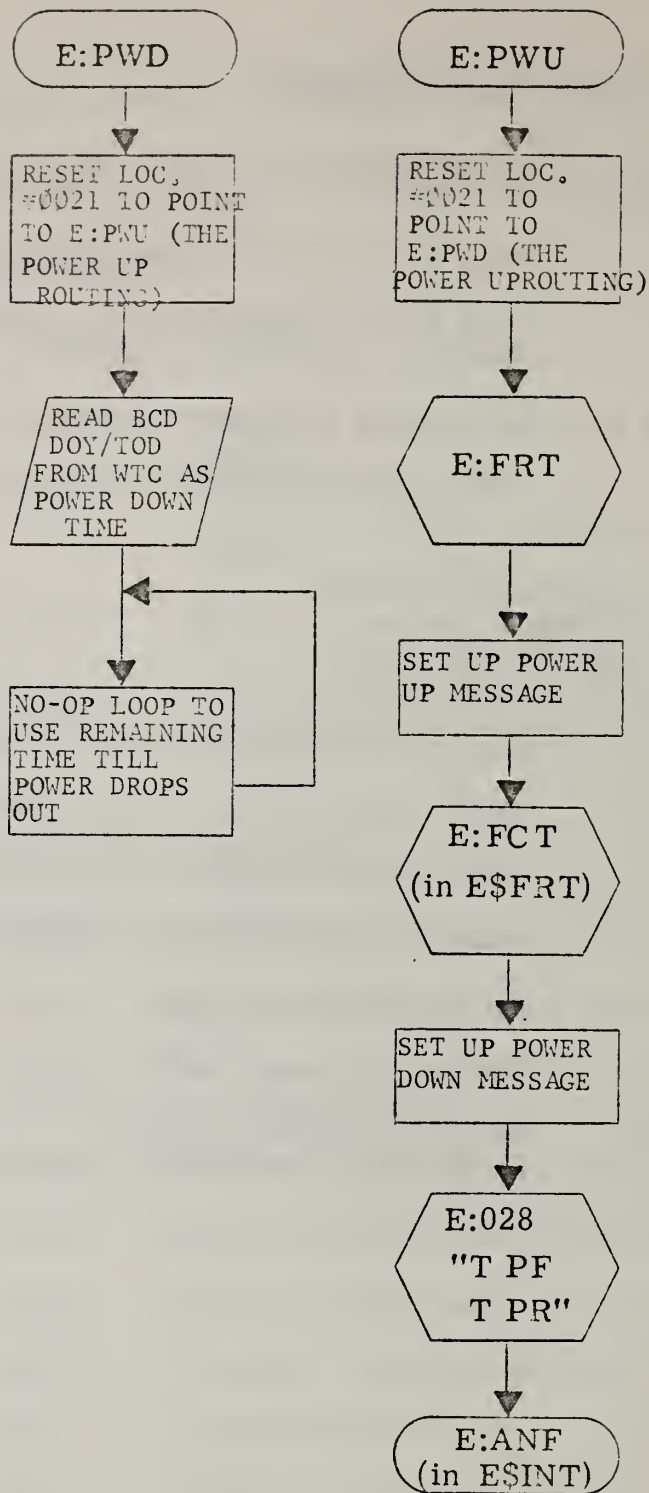 E:PWD
RESET LOC.
#0021 TO POINT
TO E:PWU (THE
POWER UP
ROUTING)
READ BCD
DOY/TOD
FROM WTC AS
POWER DOWN
TIME
NO-OP LOOP TO
USE REMAINING
TIME TILL
POWER DROPS
OUT
E:PWU
RESET LOC.
#0021 TO
POINT TO
E:PWD (THE
POWER UPROUTING)
E:FRT
SET UP POWER
UP MESSAGE
E:FCT
(in E$FRT)
SET UP POWER
DOWN MESSAGE
E:028
"T PF
T PR"
E:ANF
(in E$INT)